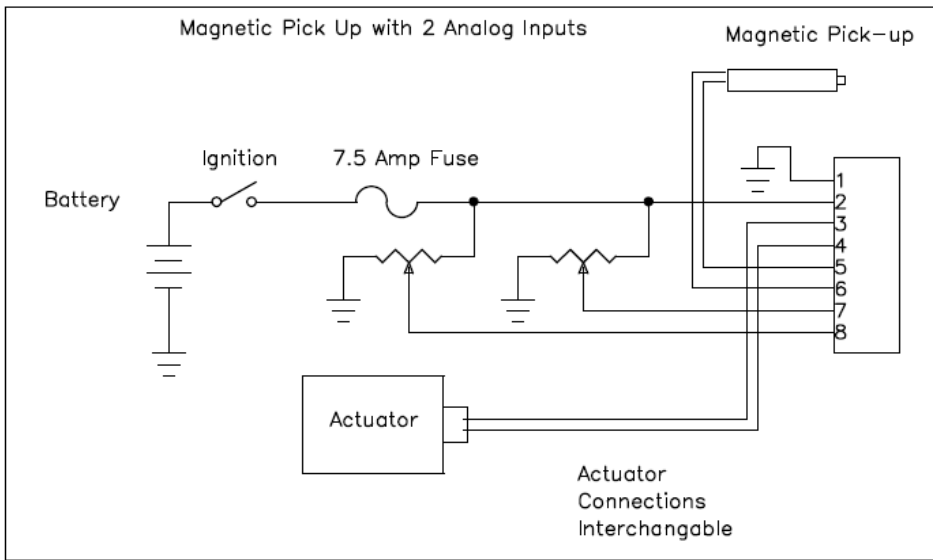 Magnetic Pick Up with 2 Analog Inputs
Magnetic Pick-up
Ignition
7.5 Amp Fuse
Battery
1
2
3
4
5
6
7
8
Actuator
Actuator
Connections
Interchangable